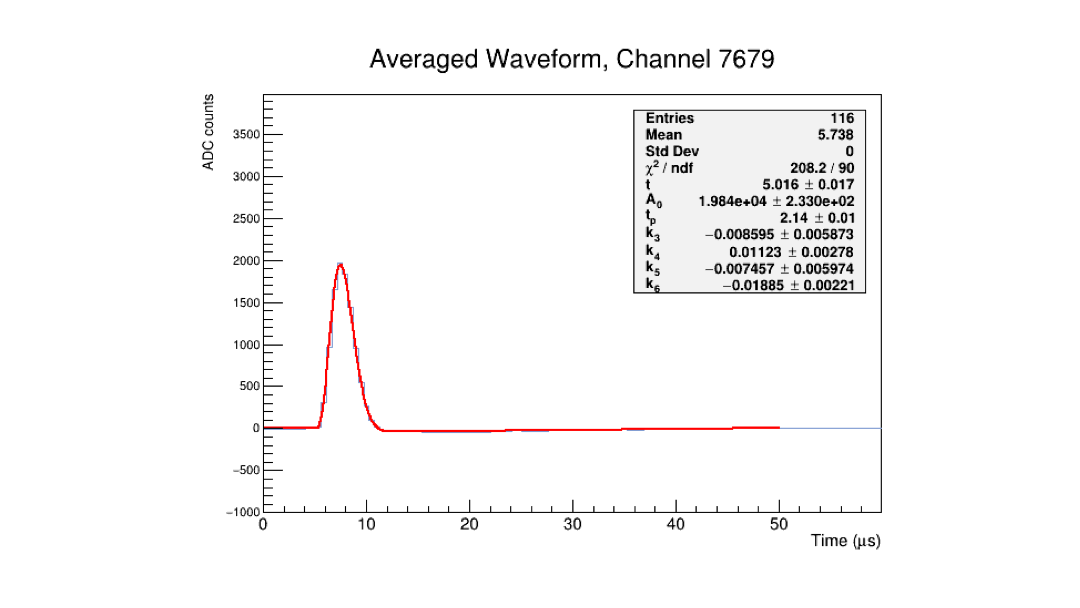 Averaged Waveform, Channel 7679
ADC counts
Entries 116
Mean 5.738
Std Dev 0
χ² / ndf 208.2 / 90
t 5.016 ± 0.017
A₀ 1.984e+04 ± 2.330e+02
tₚ 2.14 ± 0.01
k₃ −0.008595 ± 0.005873
k₄ 0.01123 ± 0.00278
k₅ −0.007457 ± 0.005974
k₆ −0.01885 ± 0.00221
3500
3000
2500
2000
1500
1000
500
0
−500
−1000
0 10 20 30 40 50
Time (μs)